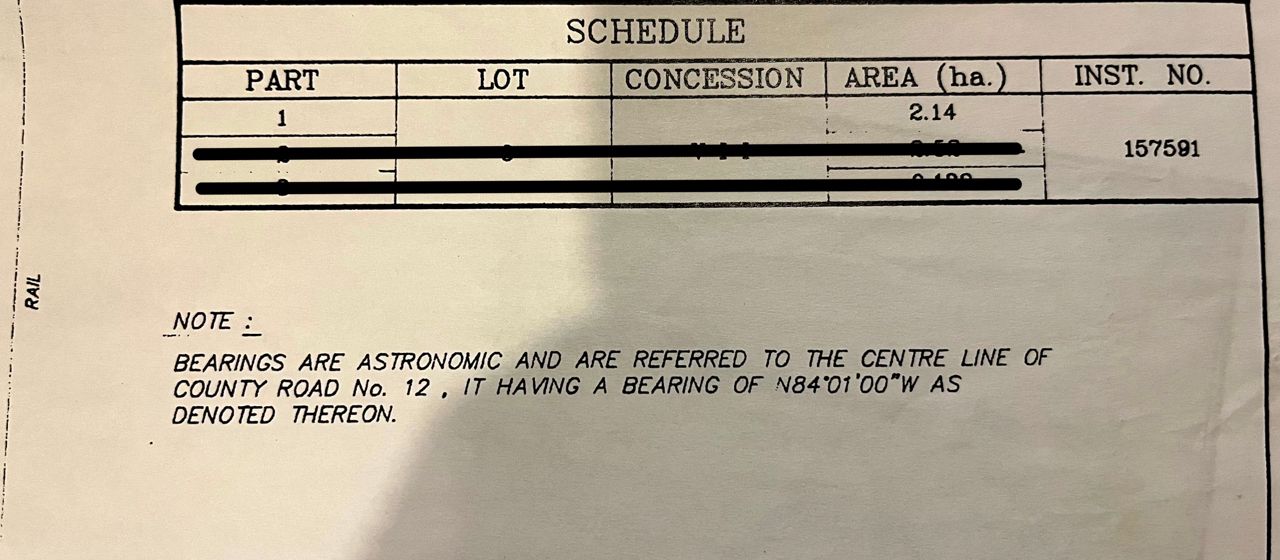 SCHEDULE
PART LOT CONCESSION AREA (ha.) INST. NO.
1 2.14
157591
RAIL
NOTE :
BEARINGS ARE ASTRONOMIC AND ARE REFERRED TO THE CENTRE LINE OF
COUNTY ROAD No. 12 , IT HAVING A BEARING OF N84°01'00"W AS
DENOTED THEREON.